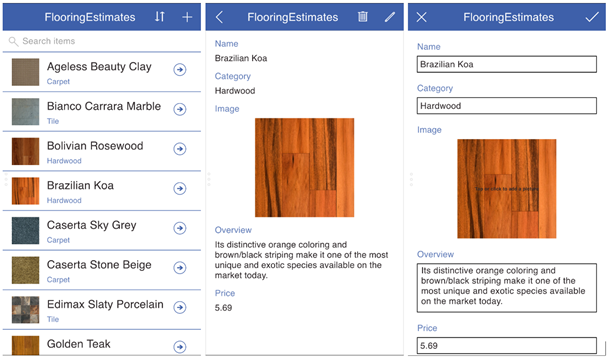 FlooringEstimates
Search items
Ageless Beauty Clay
Carpet
Bianco Carrara Marble
Tile
Bolivian Rosewood
Hardwood
Brazilian Koa
Hardwood
Caserta Sky Grey
Carpet
Caserta Stone Beige
Carpet
Edimax Slaty Porcelain
Tile
Golden Teak
FlooringEstimates
Name
Brazilian Koa
Category
Hardwood
Image
Overview
Its distinctive orange coloring and
brown/black striping make it one of the most
unique and exotic species available on the
market today.
Price
5.69
FlooringEstimates
Name
Brazilian Koa
Category
Hardwood
Image
Overview
Its distinctive orange coloring and
brown/black striping make it one of the
most unique and exotic species available
on the market today.
Price
5.69